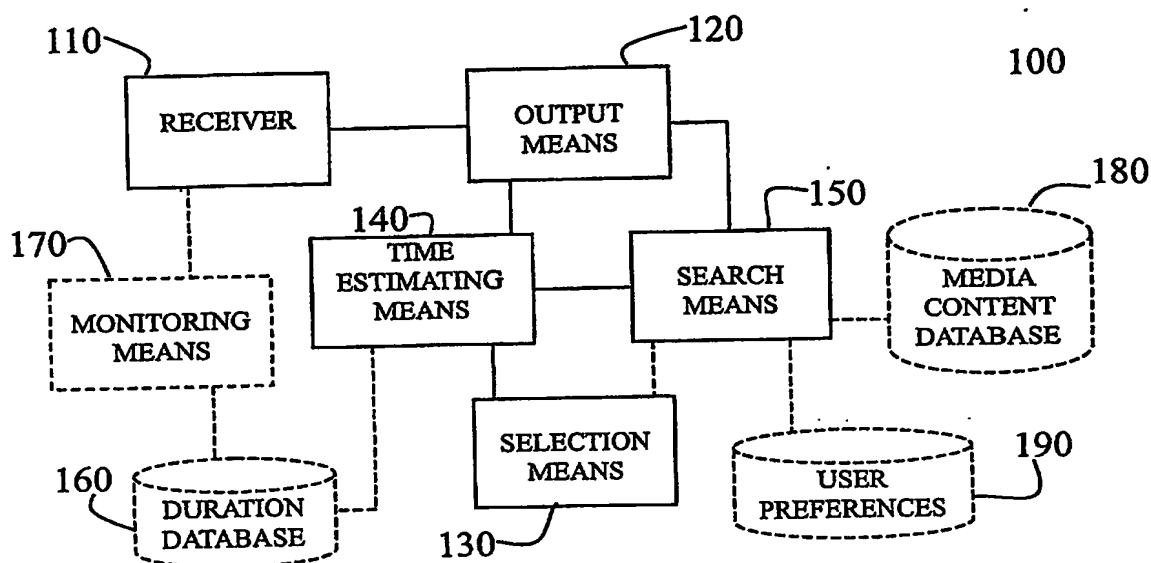 110
120
100
RECEIVER
OUTPUT
MEANS
180
150
140
170
TIME
ESTIMATING
MEANS
SEARCH
MEANS
MEDIA
CONTENT
DATABASE
MONITORING
MEANS
SELECTION
MEANS
190
USER
PREFERENCES
160
DURATION
DATABASE
130